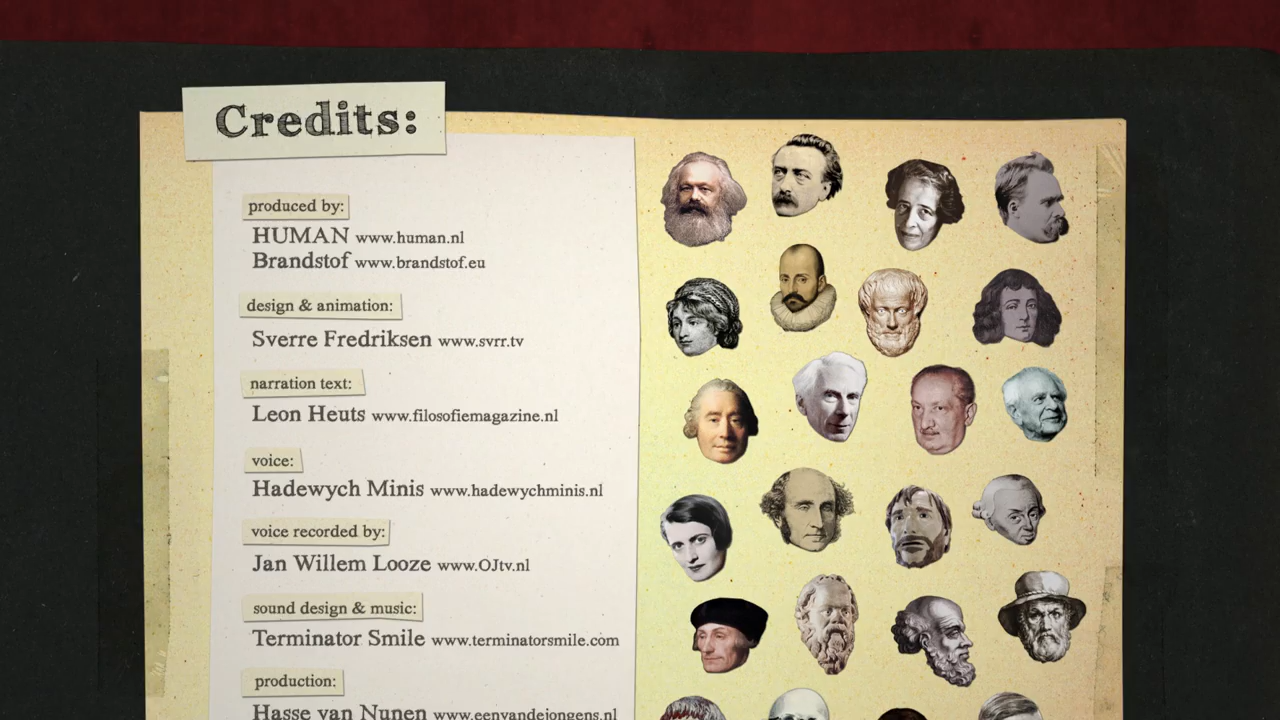 Credits:
produced by:
HUMAN www.human.nl
Brandstof www.brandstof.eu
design & animation:
Sverre Fredriksen www.svrr.tv
narration text:
Leon Heuts www.filosofiemagazine.nl
voice:
Hadewych Minis www.hadewychminis.nl
voice recorded by:
Jan Willem Looze www.OJtv.nl
sound design & music:
Terminator Smile www.terminatorsmile.com
production:
Hasse van Nunen www.eenvandejongens.nl